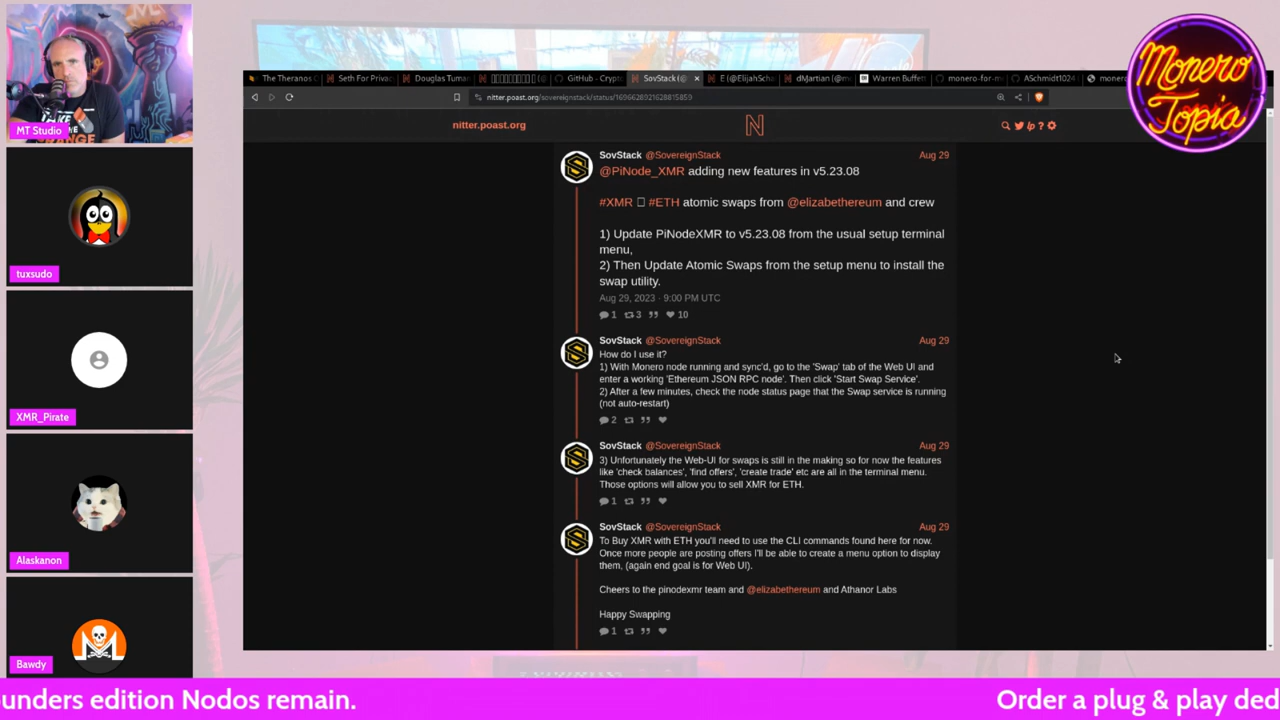 MT Studio
tuxsudo
XMR_Pirate
Alaskanon
Bawdy
Seth For Priva
Douglas Tuma
GitHub - Crypt
SovStack (@
E (@ElijahScha
dMartian (@m
Warren Buffett
monero-for-m
ASchmidt1024
nitter.poast.org/sovereignstack/status/1696628921628815859
Monero
Topia
nitter.poast.org
SovStack @SovereignStack Aug 29
@PiNode_XMR adding new features in v5.23.08
#XMR #ETH atomic swaps from @elizabethereum and crew
1) Update PiNodeXMR to v5.23.08 from the usual setup terminal
menu,
2) Then Update Atomic Swaps from the setup menu to install the
swap utility.
Aug 29, 2023 · 9:00 PM UTC
1 3 10
SovStack @SovereignStack Aug 29
How do I use it?
1) With Monero node running and sync'd, go to the 'Swap' tab of the Web UI and
enter a working 'Ethereum JSON RPC node'. Then click 'Start Swap Service'.
2) After a few minutes, check the node status page that the Swap service is running
(not auto-restart)
2
SovStack @SovereignStack Aug 29
3) Unfortunately the Web-UI for swaps is still in the making so for now the features
like 'check balances', 'find offers', 'create trade' etc are all in the terminal menu.
Those options will allow you to sell XMR for ETH.
1
SovStack @SovereignStack Aug 29
To Buy XMR with ETH you'll need to use the CLI commands found here for now.
Once more people are posting offers I'll be able to create a menu option to display
them, (again end goal is for Web UI).
Cheers to the pinodexmr team and @elizabethereum and Athanor Labs
Happy Swapping
1
ounders edition Nodos remain. Order a plug & play ded